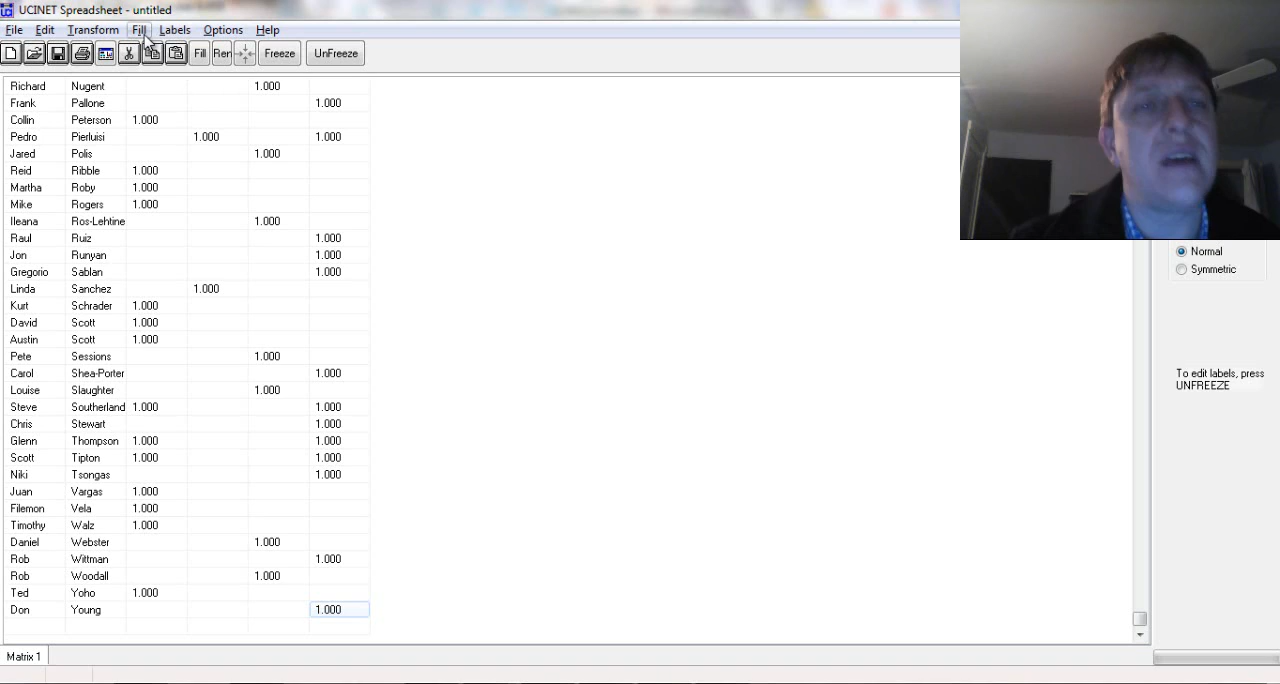 UCINET Spreadsheet - untitled
File Edit Transform Fill Labels Options Help
Fill Ren Freeze UnFreeze
Richard Nugent 1.000
Frank Pallone 1.000
Collin Peterson 1.000
Pedro Pierluisi 1.000 1.000
Jared Polis 1.000
Reid Ribble 1.000
Martha Roby 1.000
Mike Rogers 1.000
Ileana Ros-Lehtine 1.000
Raul Ruiz 1.000
Jon Runyan 1.000
Gregorio Sablan 1.000
Linda Sanchez 1.000
Kurt Schrader 1.000
David Scott 1.000
Austin Scott 1.000
Pete Sessions 1.000
Carol Shea-Porter 1.000
Louise Slaughter 1.000
Steve Southerland 1.000 1.000
Chris Stewart 1.000
Glenn Thompson 1.000 1.000
Scott Tipton 1.000 1.000
Niki Tsongas 1.000
Juan Vargas 1.000
Filemon Vela 1.000
Timothy Walz 1.000
Daniel Webster 1.000
Rob Wittman 1.000
Rob Woodall 1.000
Ted Yoho 1.000
Don Young 1.000
Matrix 1
Normal
Symmetric
To edit labels, press
UNFREEZE